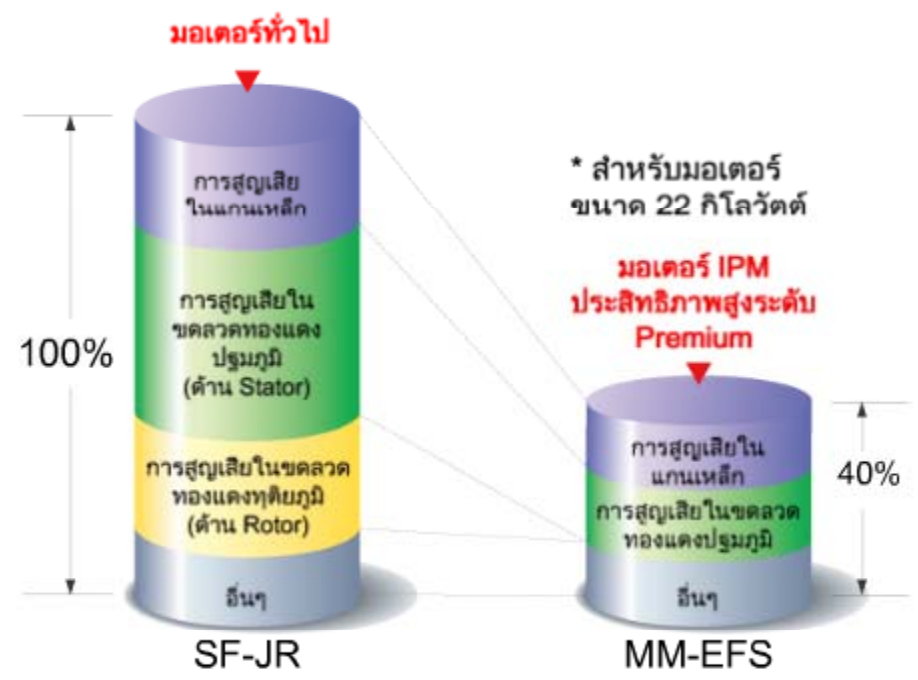 มอเตอร์ทั่วไป
การสูญเสีย
ในแกนเหล็ก
การสูญเสียใน
ขดลวดทองแดง
ปฐมภูมิ
(ด้าน Stator)
การสูญเสียในขดลวด
ทองแดงทุติยภูมิ
(ด้าน Rotor)
อื่นๆ
100%
SF-JR
* สำหรับมอเตอร์
ขนาด 22 กิโลวัตต์
มอเตอร์ IPM
ประสิทธิภาพสูงระดับ
Premium
การสูญเสียใน
แกนเหล็ก
การสูญเสียในขดลวด
ทองแดงปฐมภูมิ
อื่นๆ
40%
MM-EFS